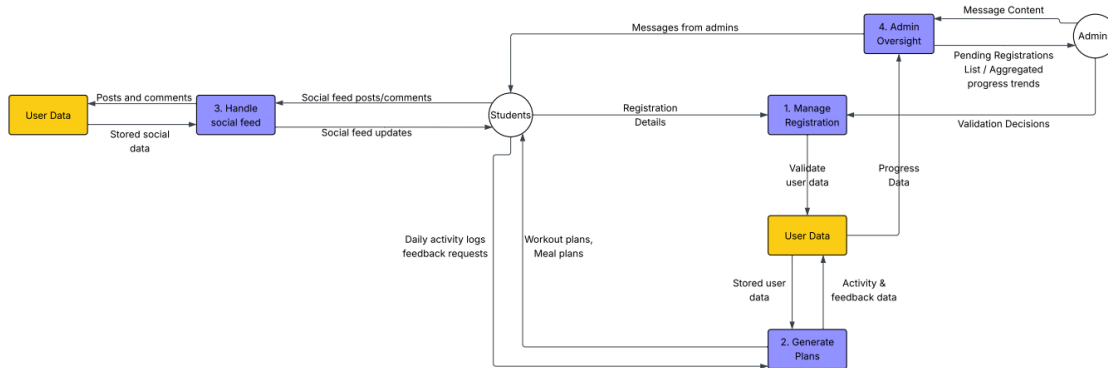 Message Content
4. Admin
Oversight
Admin
Messages from admins
Pending Registrations
List / Aggregated
progress trends
Posts and comments
Social feed posts/comments
User Data
3. Handle
social feed
Students
Registration
Details
1. Manage
Registration
Validation Decisions
Stored social
data
Social feed updates
Validate
user data
Progress
Data
User Data
Daily activity logs
feedback requests
Workout plans,
Meal plans
Stored user
data
Activity &
feedback data
2. Generate
Plans